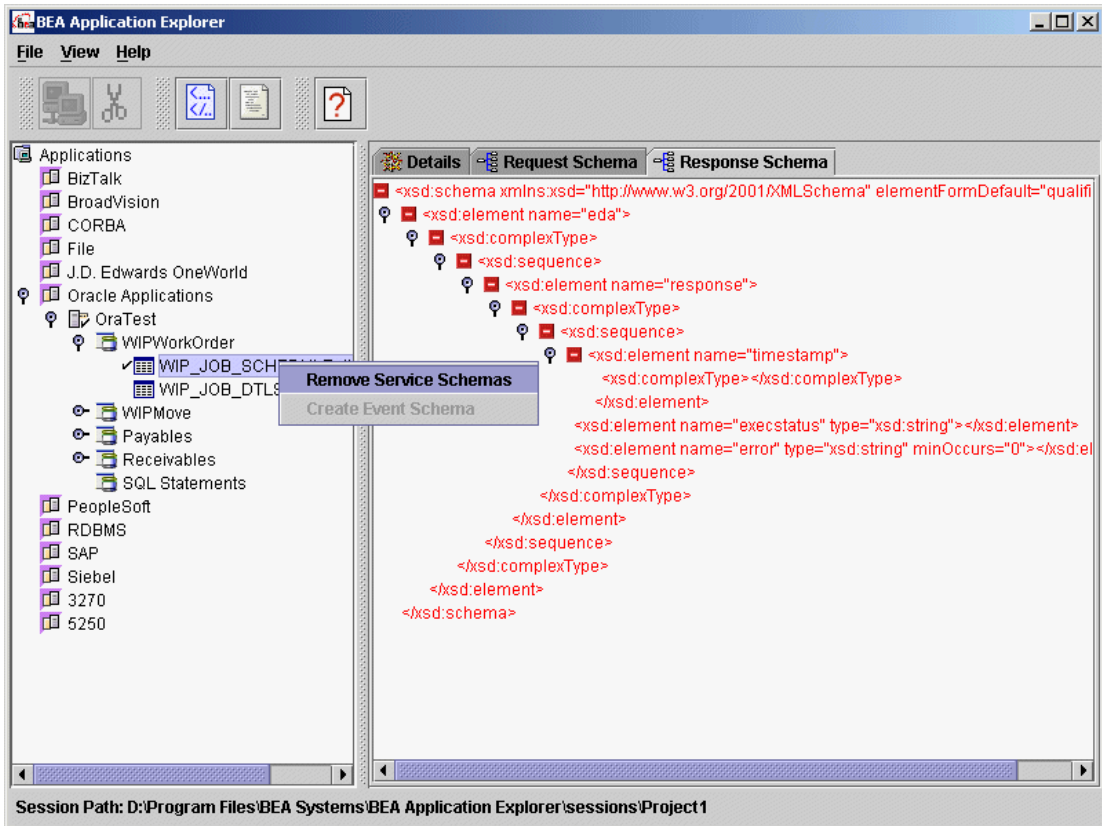 BEA Application Explorer
File View Help
Applications
BizTalk
BroadVision
CORBA
File
J.D. Edwards OneWorld
Oracle Applications
OraTest
WIPWorkOrder
WIP_JOB_SCH
WIP_JOB_DTLS
WIPMove
Payables
Receivables
SQL Statements
PeopleSoft
RDBMS
SAP
Siebel
3270
5250
Remove Service Schemas
Create Event Schema
Details Request Schema Response Schema
<xsd:schema xmlns:xsd="http://www.w3.org/2001/XMLSchema" elementFormDefault="qualifi
<xsd:element name="eda">
<xsd:complexType>
<xsd:sequence>
<xsd:element name="response">
<xsd:complexType>
<xsd:sequence>
<xsd:element name="timestamp">
<xsd:complexType></xsd:complexType>
</xsd:element>
<xsd:element name="execstatus" type="xsd:string"></xsd:element>
<xsd:element name="error" type="xsd:string" minOccurs="0"></xsd:el
</xsd:sequence>
</xsd:complexType>
</xsd:element>
</xsd:sequence>
</xsd:complexType>
</xsd:element>
</xsd:schema>
Session Path: D:\Program Files\BEA Systems\BEA Application Explorer\sessions\Project1